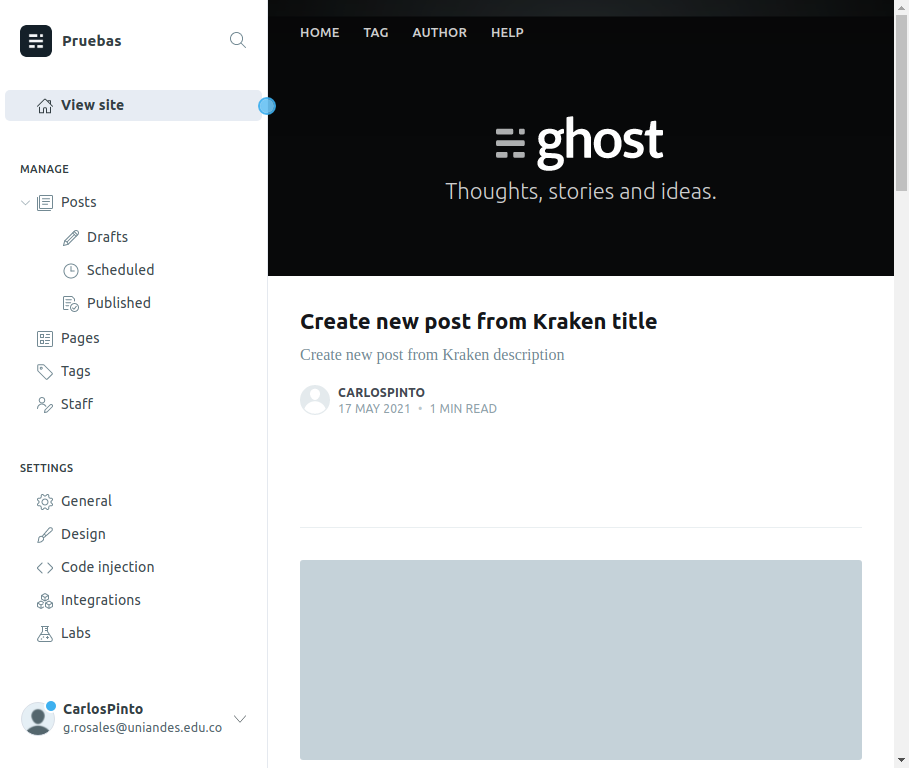 Pruebas
View site
MANAGE
Posts
Drafts
Scheduled
Published
Pages
Tags
Staff
SETTINGS
General
Design
Code injection
Integrations
Labs
CarlosPinto
g.rosales@uniandes.edu.co
HOME TAG AUTHOR HELP
ghost
Thoughts, stories and ideas.
Create new post from Kraken title
Create new post from Kraken description
CARLOSPINTO
17 MAY 2021 • 1 MIN READ